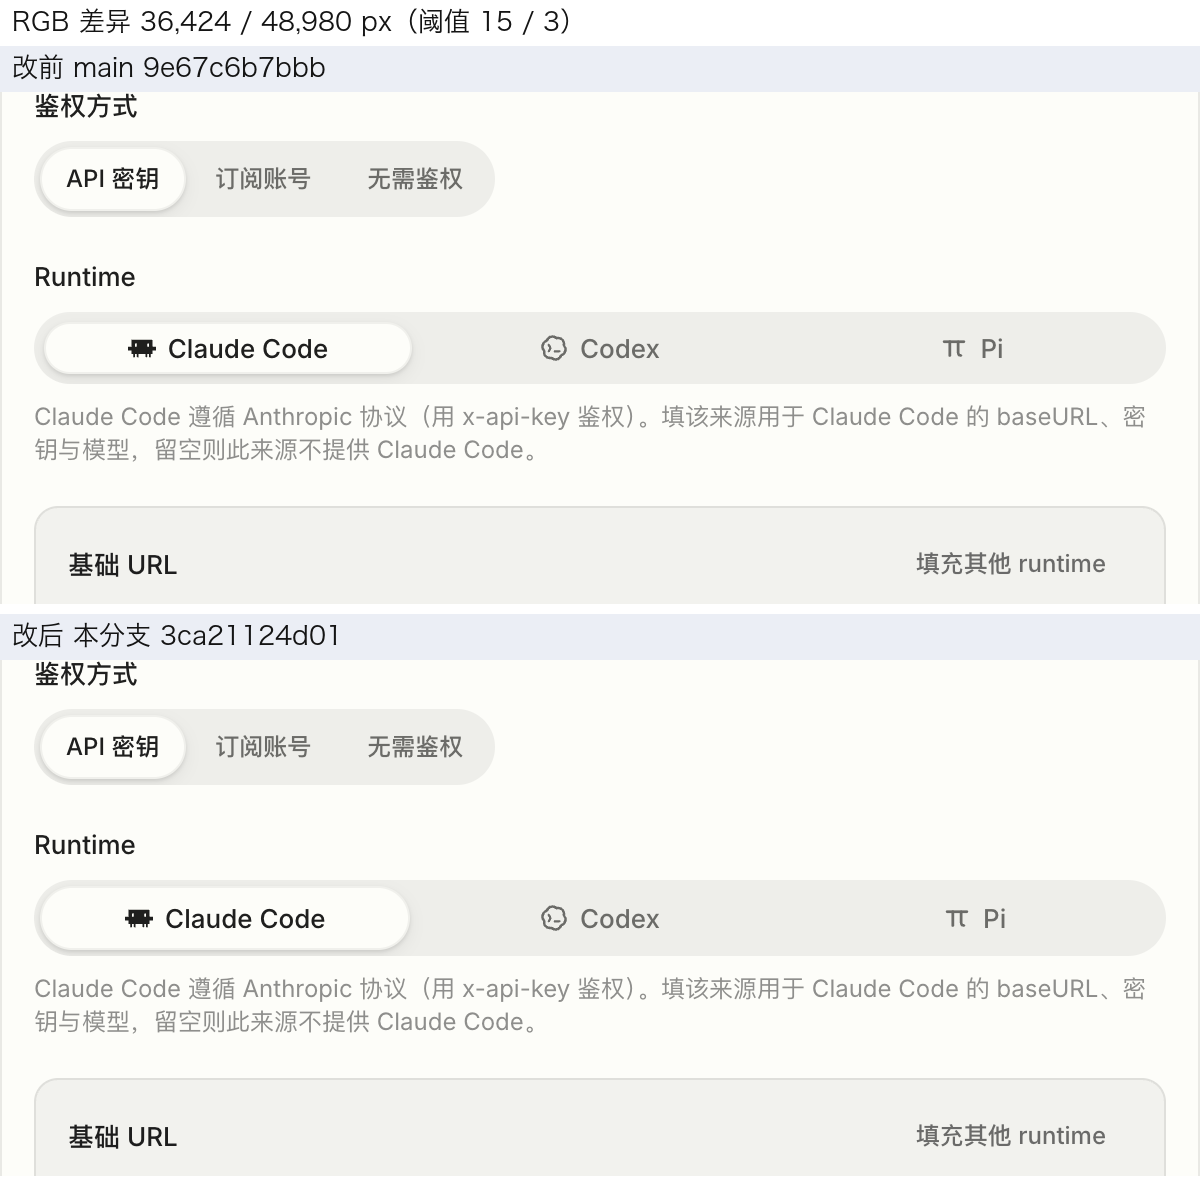 RGB 差异 36,424 / 48,980 px（阈值 15 / 3）
改前 main 9e67c6b7bbb
鉴权方式
API 密钥 订阅账号 无需鉴权
Runtime
Claude Code Codex Pi
Claude Code 遵循 Anthropic 协议（用 x-api-key 鉴权）。填该来源用于 Claude Code 的 baseURL、密
钥与模型，留空则此来源不提供 Claude Code。
基础 URL 填充其他 runtime
改后 本分支 3ca21124d01
鉴权方式
API 密钥 订阅账号 无需鉴权
Runtime
Claude Code Codex Pi
Claude Code 遵循 Anthropic 协议（用 x-api-key 鉴权）。填该来源用于 Claude Code 的 baseURL、密
钥与模型，留空则此来源不提供 Claude Code。
基础 URL 填充其他 runtime